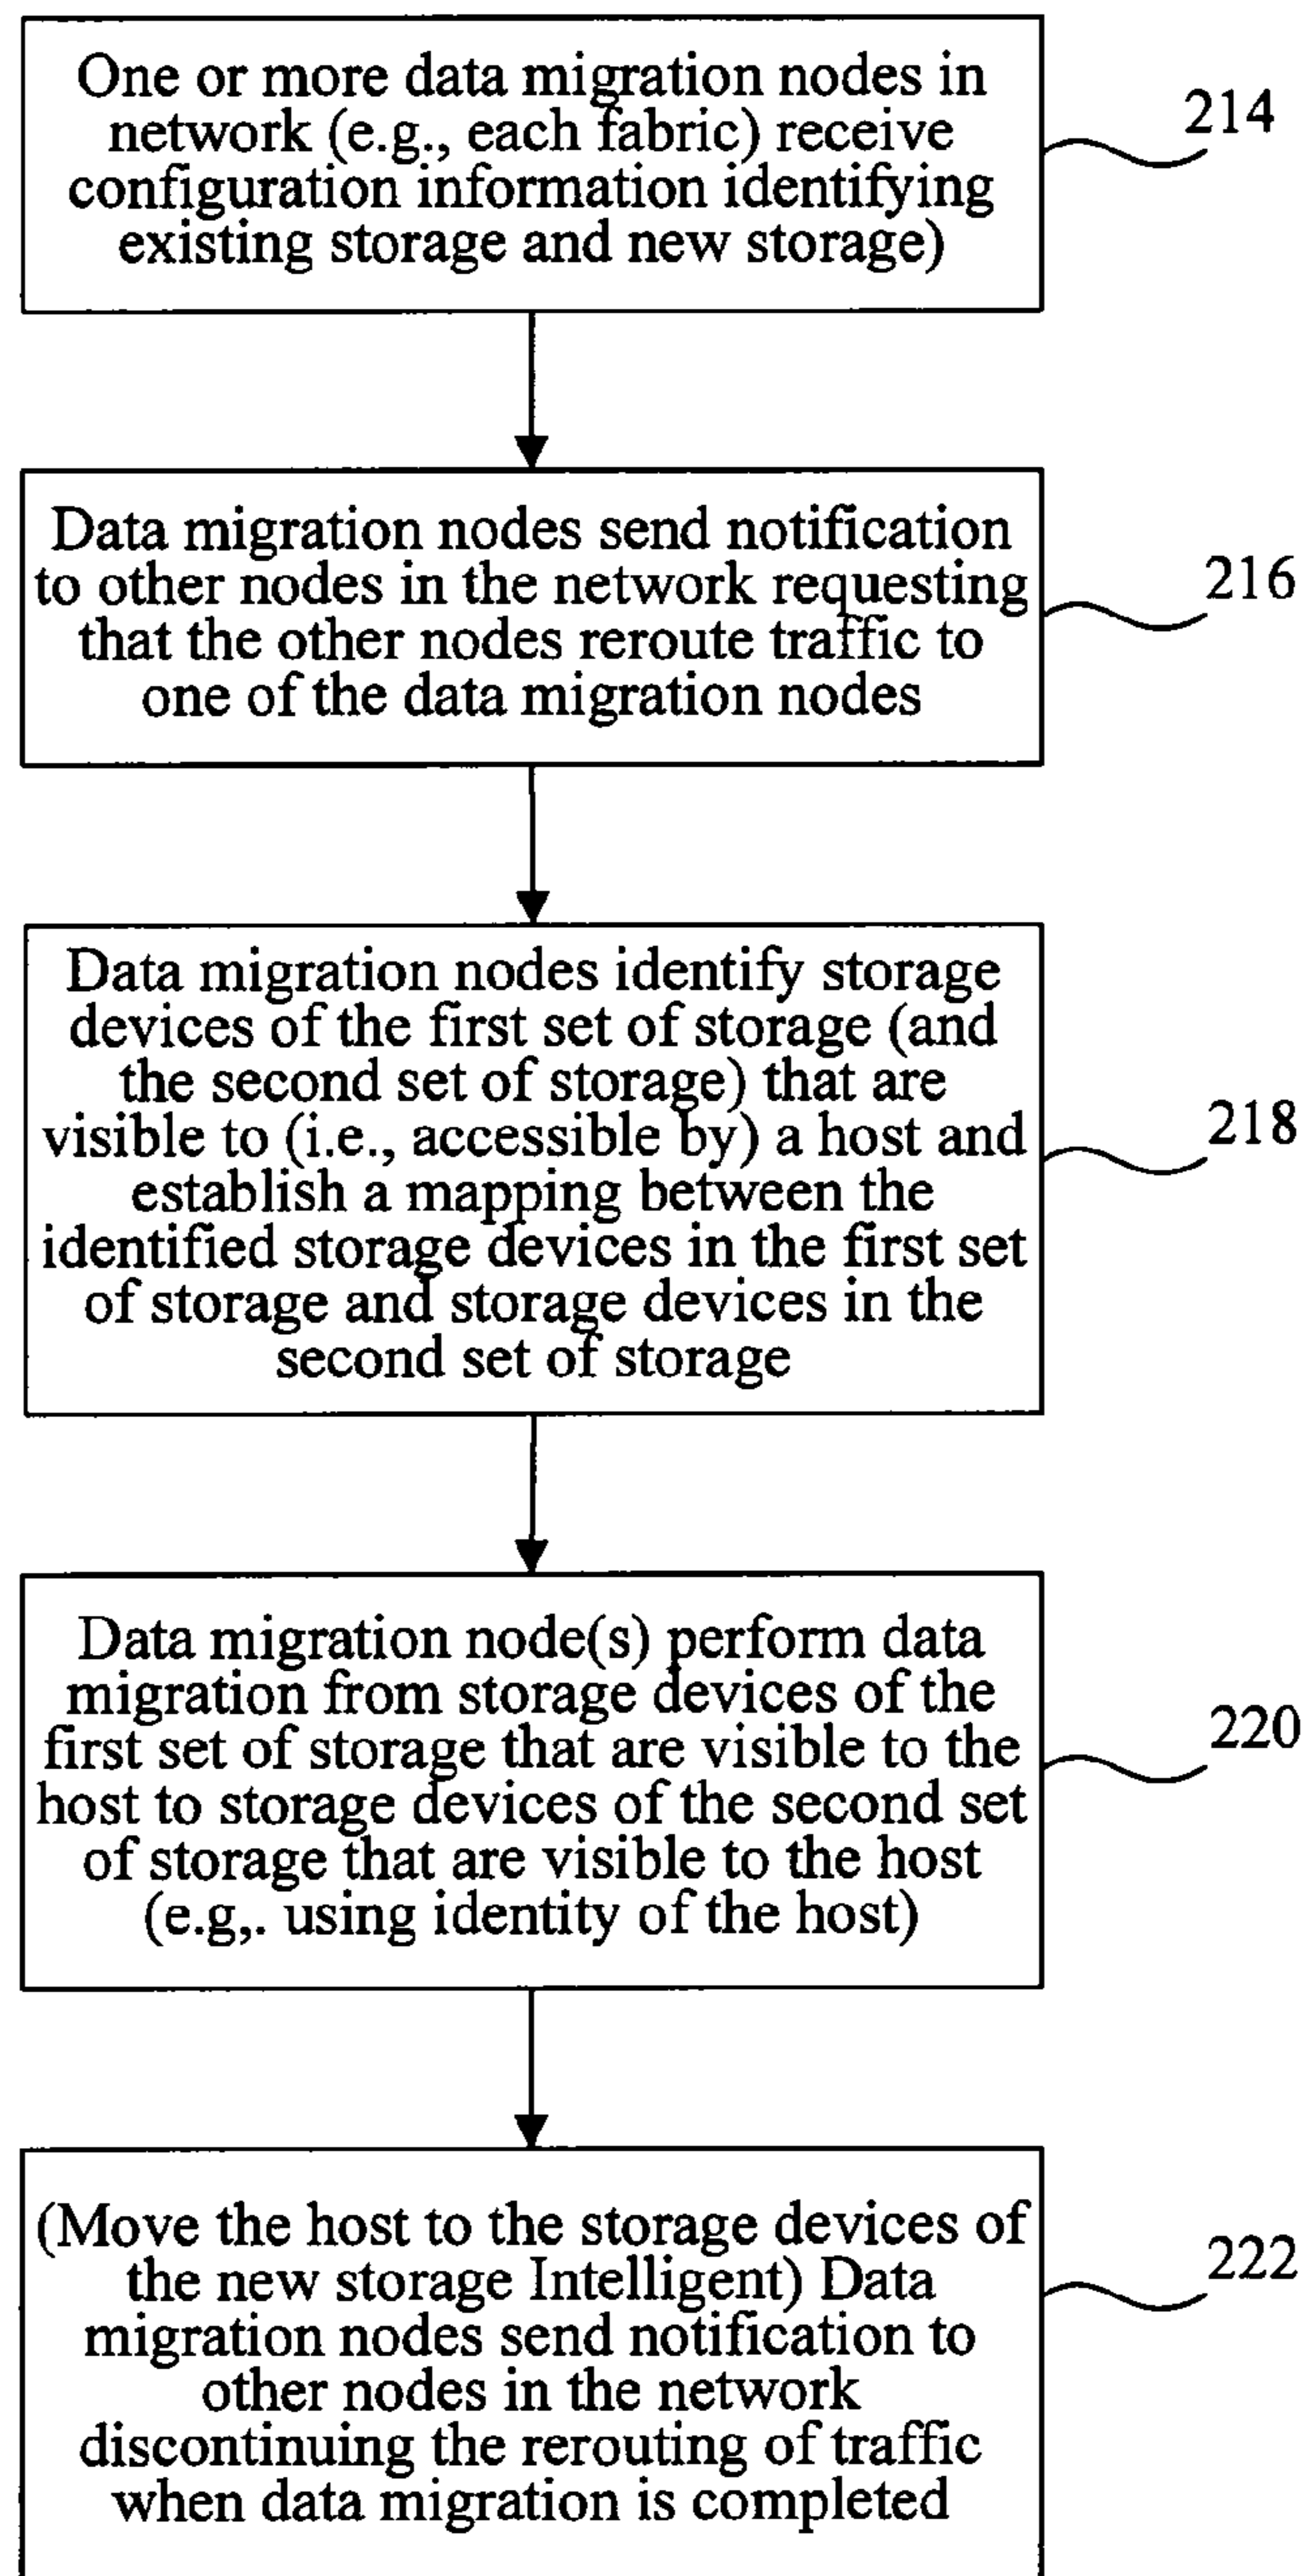 One or more data migration nodes in
network (e.g., each fabric) receive
configuration information identifying
existing storage and new storage)
214
Data migration nodes send notification
to other nodes in the network requesting
that the other nodes reroute traffic to
one of the data migration nodes
216
Data migration nodes identify storage
devices of the first set of storage (and
the second set of storage) that are
visible to (i.e., accessible by) a host and
establish a mapping between the
identified storage devices in the first set
of storage and storage devices in the
second set of storage
218
Data migration node(s) perform data
migration from storage devices of the
first set of storage that are visible to the
host to storage devices of the second set
of storage that are visible to the host
(e.g,. using identity of the host)
220
(Move the host to the storage devices of
the new storage Intelligent) Data
migration nodes send notification to
other nodes in the network
discontinuing the rerouting of traffic
when data migration is completed
222